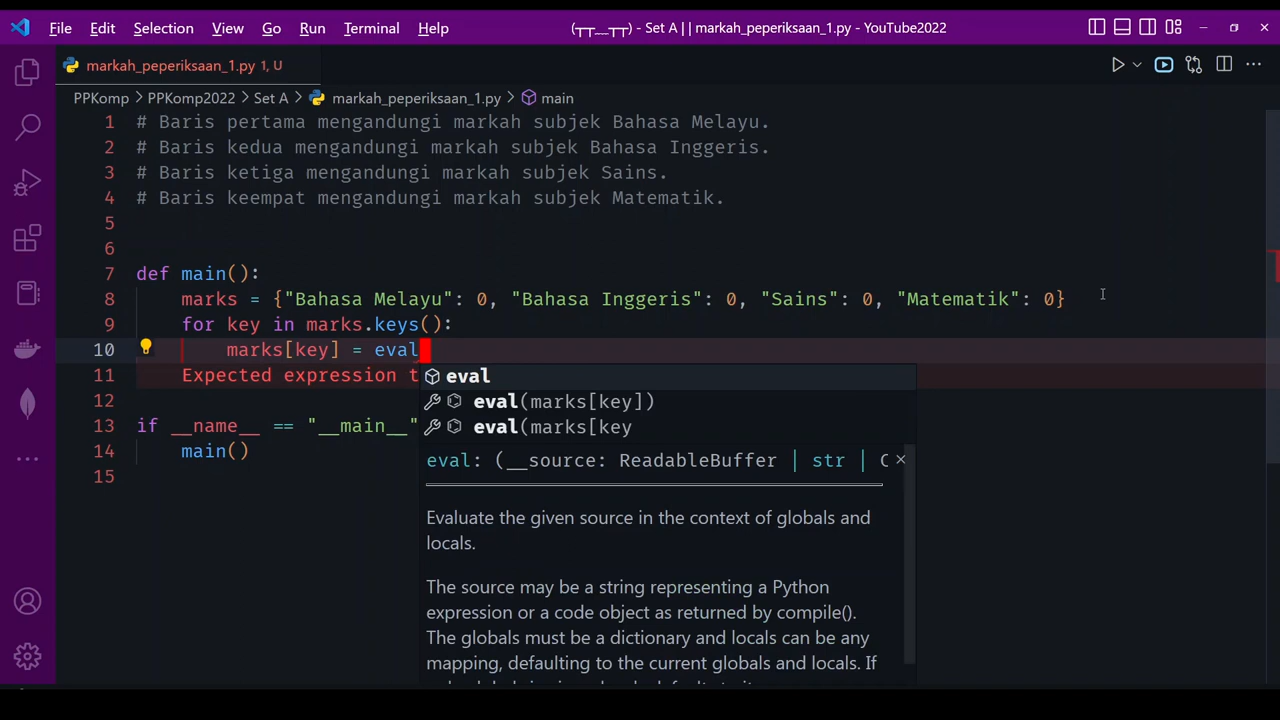 File Edit Selection View Go Run Terminal Help (┬┬﹏┬┬) - Set A || markah_peperiksaan_1.py - YouTube2022
markah_peperiksaan_1.py 1, U
PPKomp > PPKomp2022 > Set A > markah_peperiksaan_1.py > main
1 # Baris pertama mengandungi markah subjek Bahasa Melayu.
2 # Baris kedua mengandungi markah subjek Bahasa Inggeris.
3 # Baris ketiga mengandungi markah subjek Sains.
4 # Baris keempat mengandungi markah subjek Matematik.
5
6
7 def main():
8 marks = {"Bahasa Melayu": 0, "Bahasa Inggeris": 0, "Sains": 0, "Matematik": 0}
9 for key in marks.keys():
10 marks[key] = eval
11 Expected expression t
eval
12
eval(marks[key])
13 if __name__ == "__main__"
eval(marks[key
14 main()
eval: (__source: ReadableBuffer | str | C
15
Evaluate the given source in the context of globals and
locals.
The source may be a string representing a Python
expression or a code object as returned by compile().
The globals must be a dictionary and locals can be any
mapping, defaulting to the current globals and locals. If